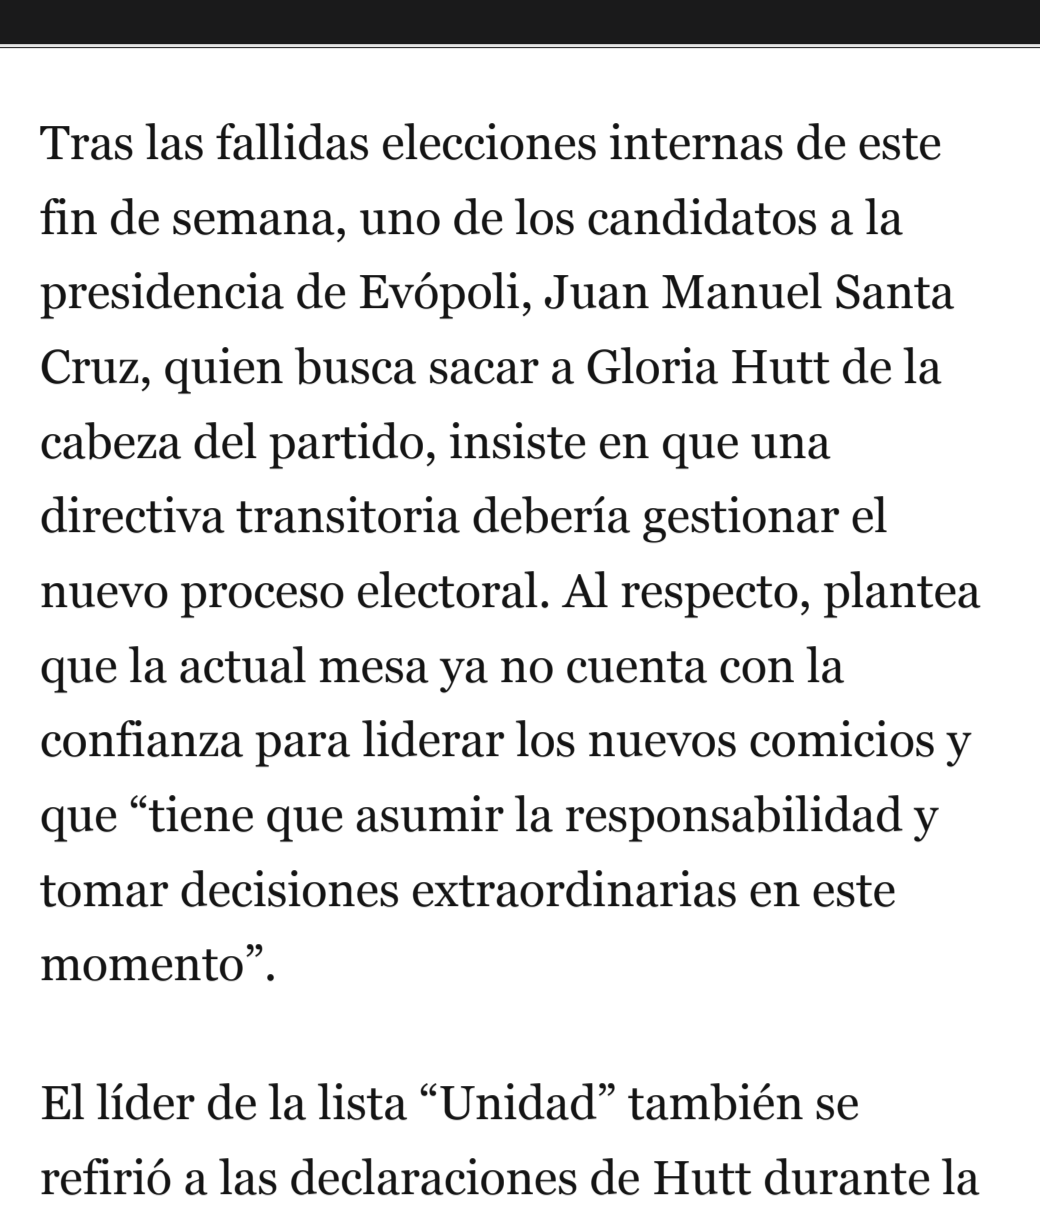 Tras las fallidas elecciones internas de este
fin de semana, uno de los candidatos a la
presidencia de Evópoli, Juan Manuel Santa
Cruz, quien busca sacar a Gloria Hutt de la
cabeza del partido, insiste en que una
directiva transitoria debería gestionar el
nuevo proceso electoral. Al respecto, plantea
que la actual mesa ya no cuenta con la
confianza para liderar los nuevos comicios y
que “tiene que asumir la responsabilidad y
tomar decisiones extraordinarias en este
momento”.
El líder de la lista “Unidad” también se
refirió a las declaraciones de Hutt durante la